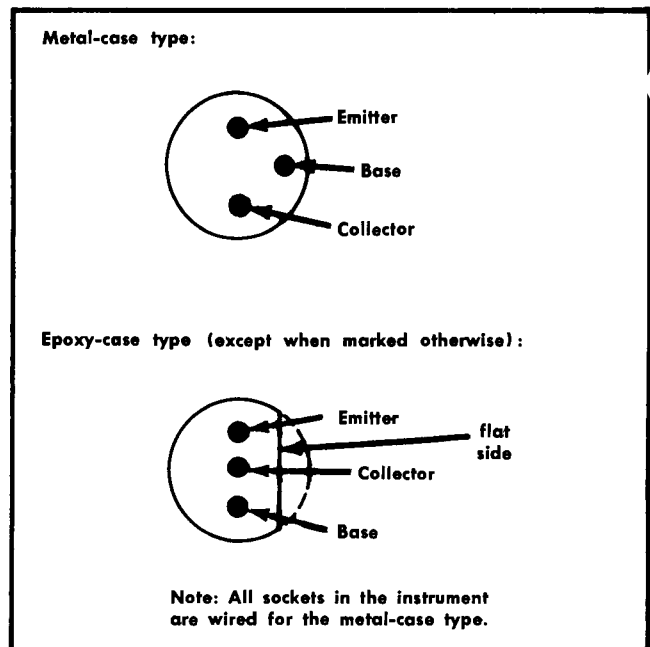 Metal-case type:
Emitter
Base
Collector
Epoxy-case type (except when marked otherwise):
Emitter
flat
side
Collector
Base
Note: All sockets in the instrument
are wired for the metal-case type.